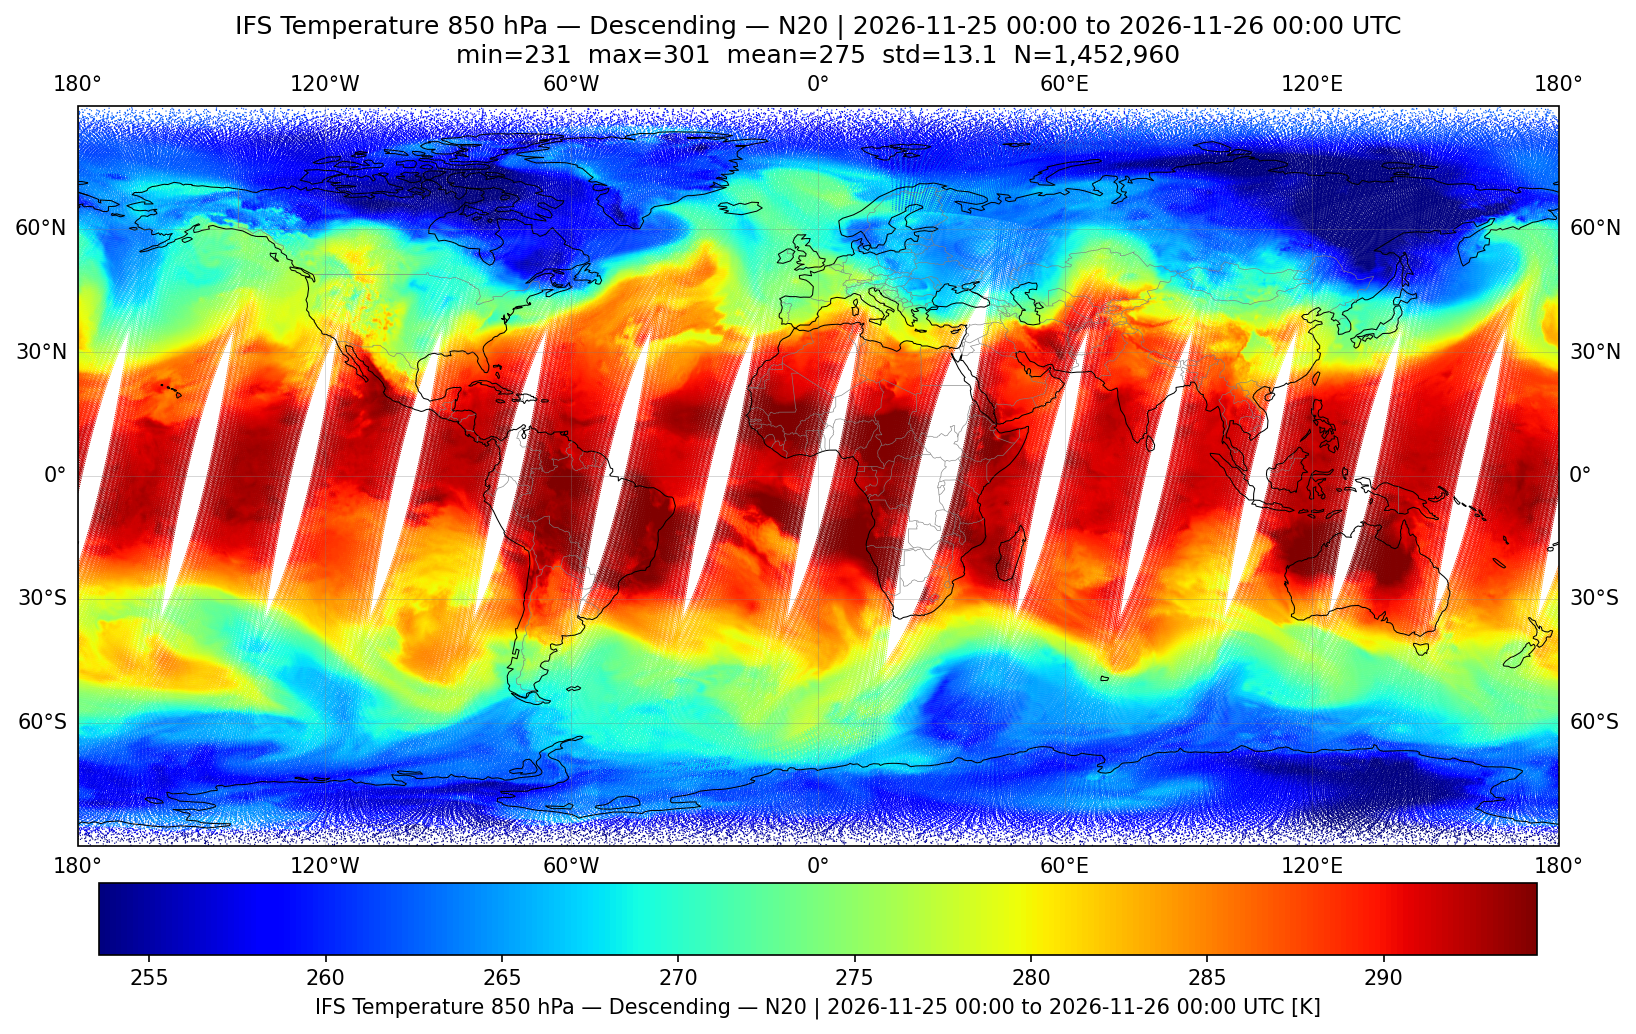 IFS Temperature 850 hPa — Descending — N20 | 2026-11-25 00:00 to 2026-11-26 00:00 UTC
min=231  max=301  mean=275  std=13.1  N=1,452,960
180° 120°W 60°W 0° 60°E 120°E 180°
60°N 60°N
30°N 30°N
0° 0°
30°S 30°S
60°S 60°S
180° 120°W 60°W 0° 60°E 120°E 180°
255 260 265 270 275 280 285 290
IFS Temperature 850 hPa — Descending — N20 | 2026-11-25 00:00 to 2026-11-26 00:00 UTC [K]